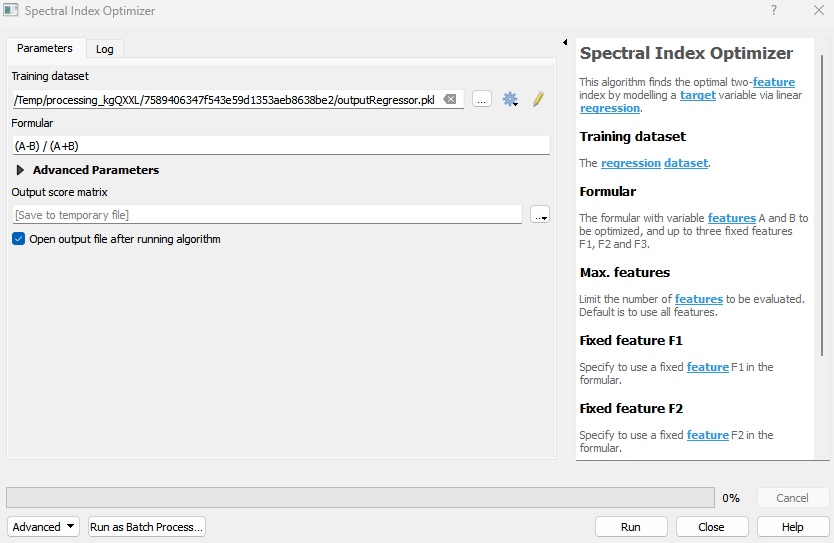 Spectral Index Optimizer
?
Parameters
Log
Training dataset
/Temp/processing_kgQXXL/7589406347f543e59d1353aeb8638be2/outputRegressor.pkl
...
Formular
(A-B) / (A+B)
Advanced Parameters
Output score matrix
[Save to temporary file]
...
Open output file after running algorithm
Spectral Index Optimizer
This algorithm finds the optimal two-feature
index by modelling a target variable via linear
regression.
Training dataset
The regression dataset.
Formular
The formular with variable features A and B to
be optimized, and up to three fixed features
F1, F2 and F3.
Max. features
Limit the number of features to be evaluated.
Default is to use all features.
Fixed feature F1
Specify to use a fixed feature F1 in the
formular.
Fixed feature F2
Specify to use a fixed feature F2 in the
formular.
0%
Cancel
Advanced
Run as Batch Process...
Run
Close
Help